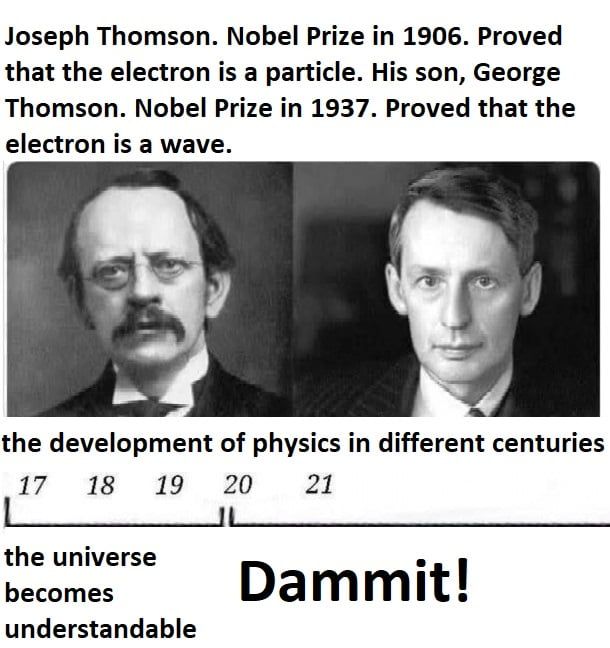 Joseph Thomson. Nobel Prize in 1906. Proved
that the electron is a particle. His son, George
Thomson. Nobel Prize in 1937. Proved that the
electron is a wave.
the development of physics in different centuries
17 18 19 20 21
the universe
becomes
understandable
Dammit!